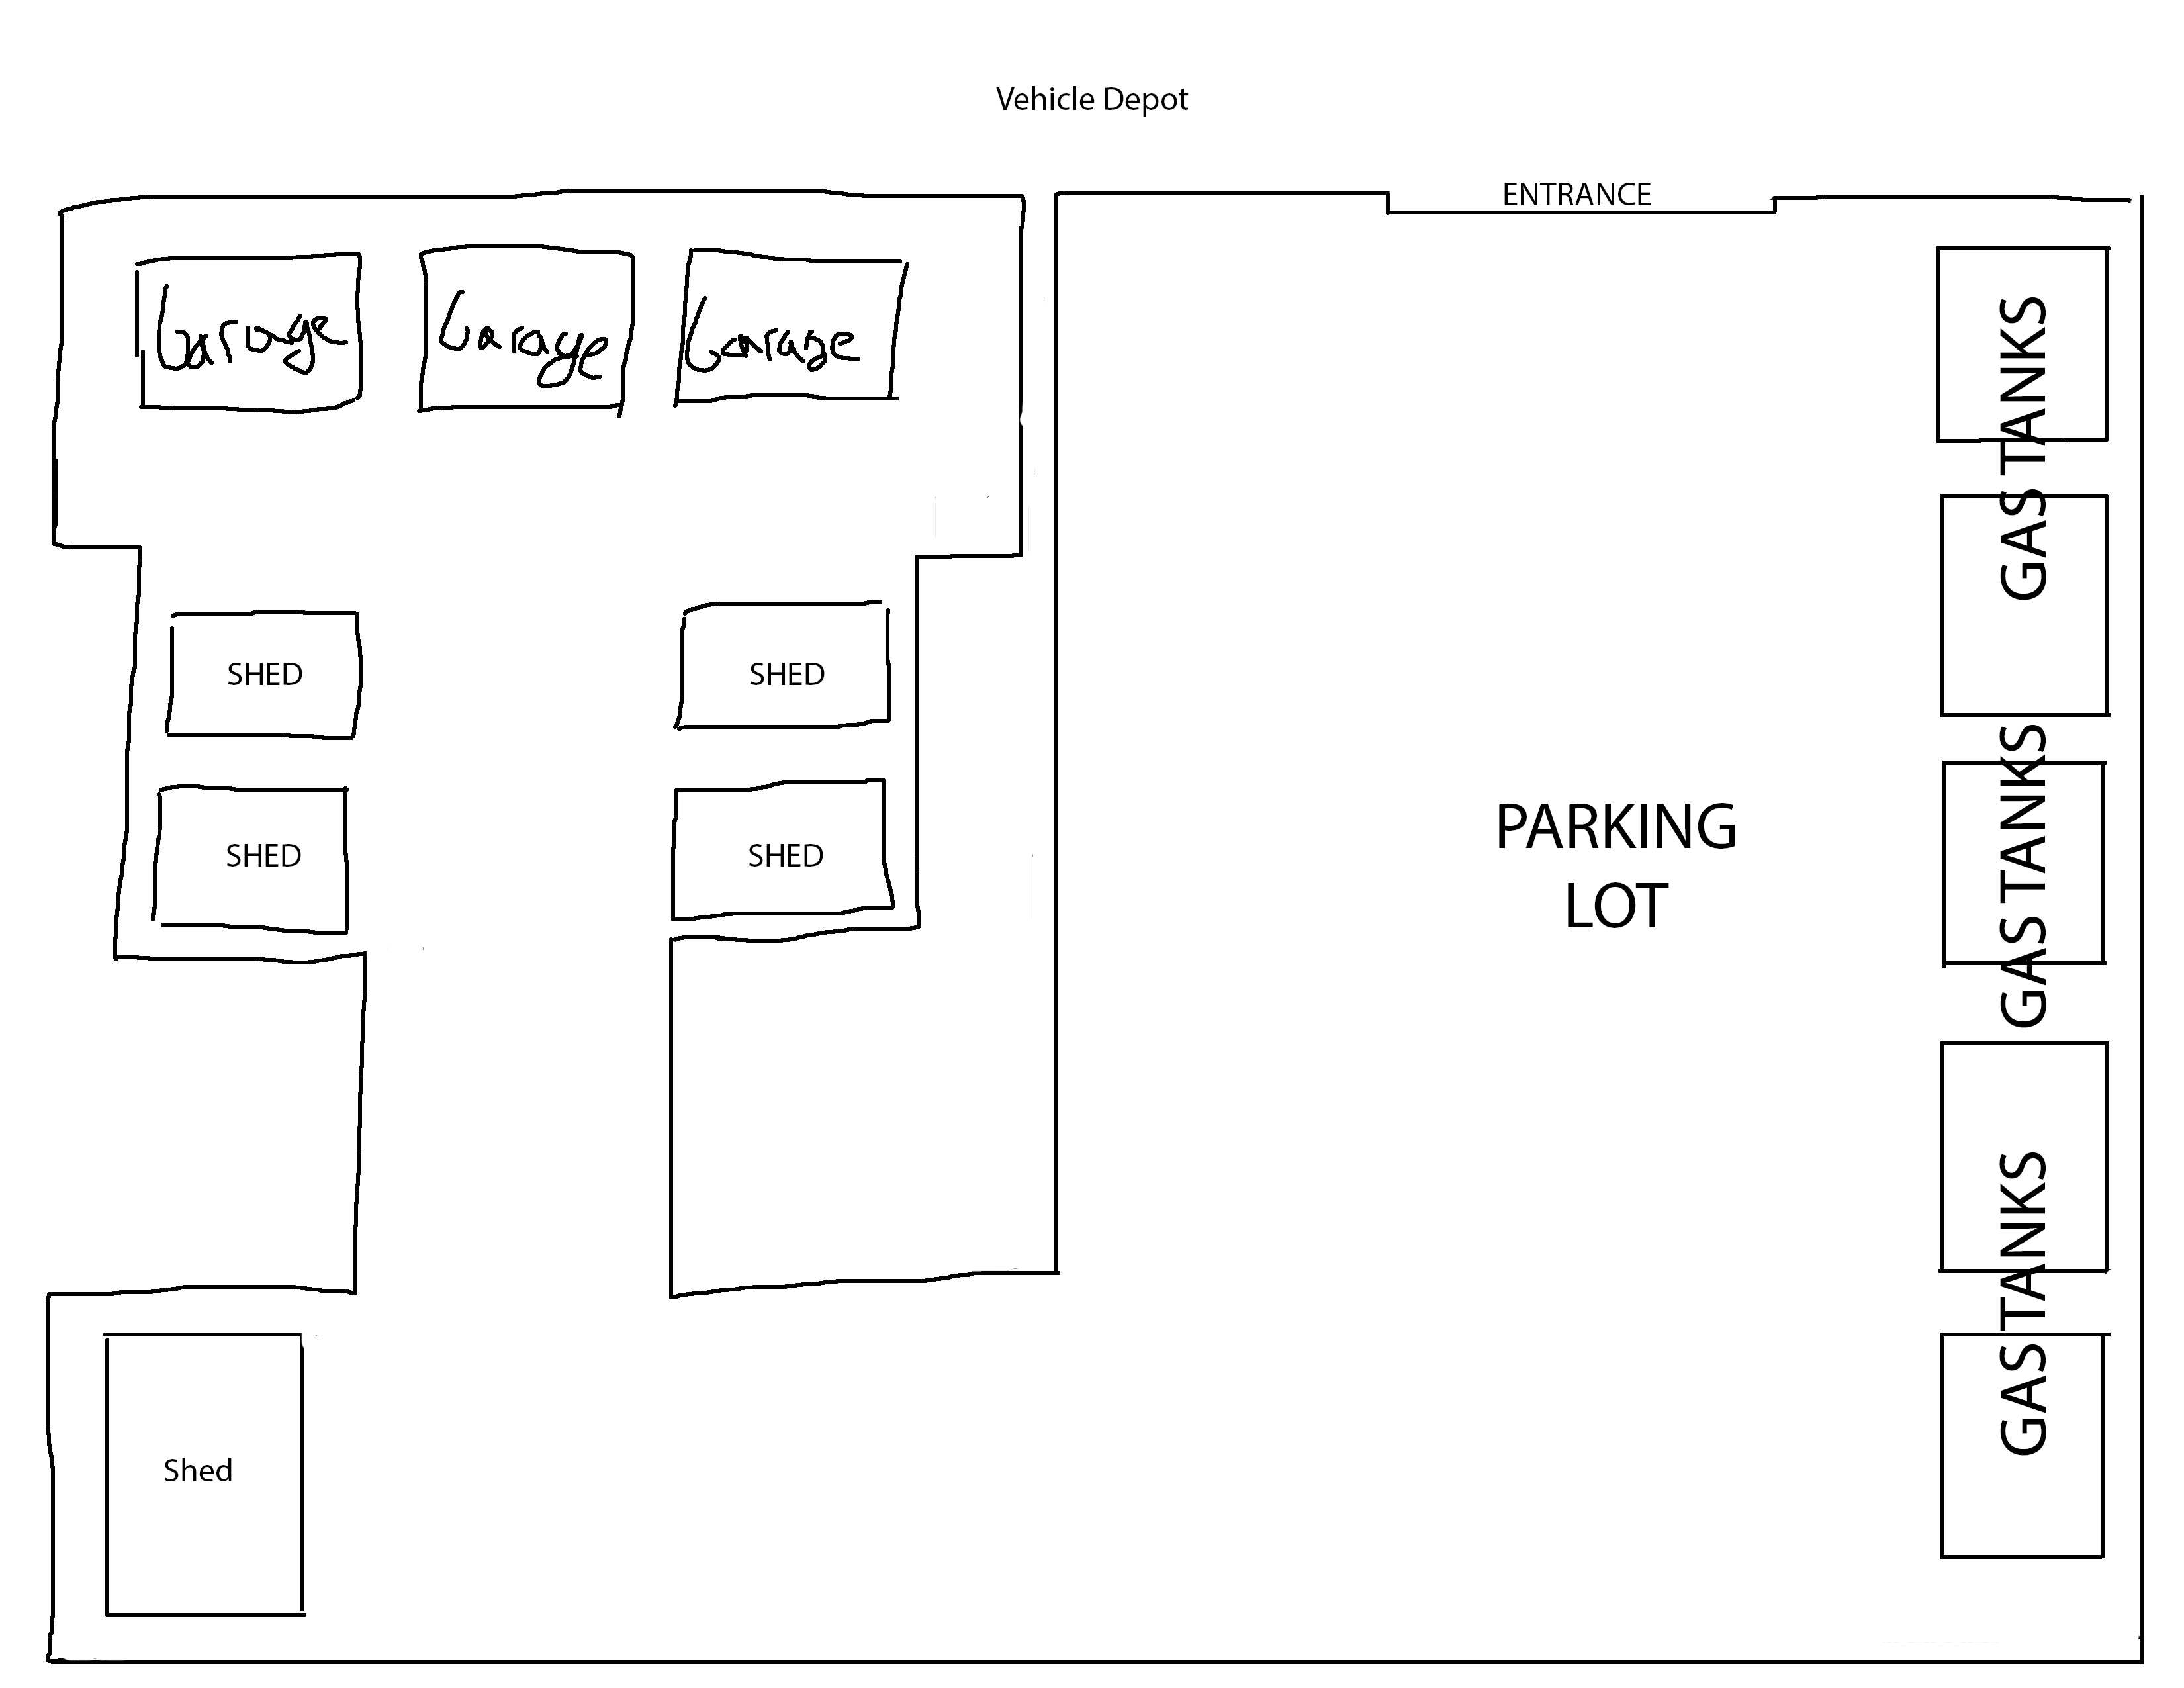 Vehicle Depot
ENTRANCE
Garage
Garage
Garage
SHED
SHED
SHED
SHED
Shed
PARKING
LOT
GAS TANKS
GAS TANKS
GAS TANKS